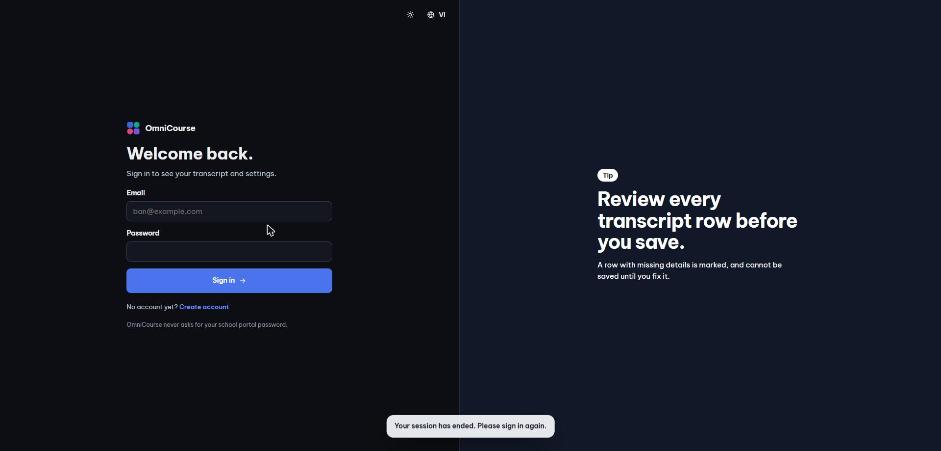 VI
OmniCourse
Welcome back.
Sign in to see your transcript and settings.
Email
ban@example.com
Password
Sign in →
No account yet? Create account
OmniCourse never asks for your school portal password.
Tip
Review every
transcript row before
you save.
A row with missing details is marked, and cannot be
saved until you fix it.
Your session has ended. Please sign in again.